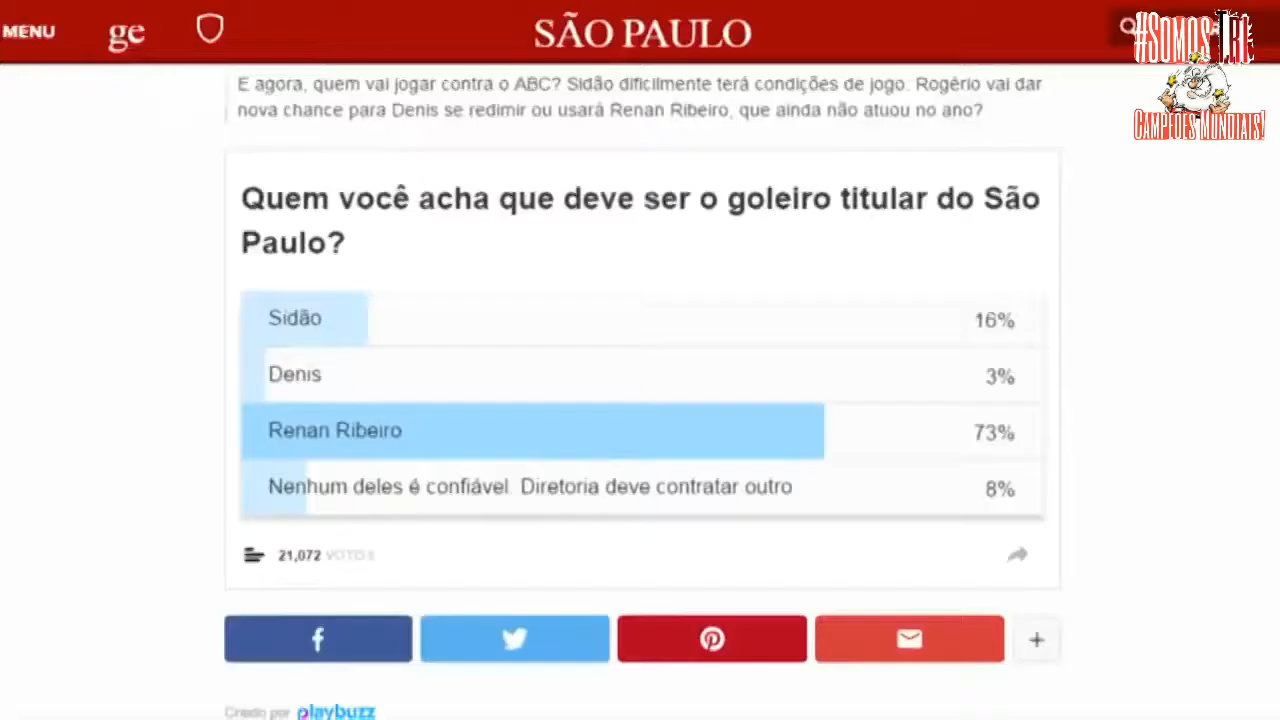 MENU
ge
SÃO PAULO
#SOMOS TRI
CAMPEÕES MUNDIAIS!
E agora, quem vai jogar contra o ABC? Sidão dificilmente terá condições de jogo. Rogério vai dar
nova chance para Denis se redimir ou usará Renan Ribeiro, que ainda não atuou no ano?
Quem você acha que deve ser o goleiro titular do São
Paulo?
Sidão 16%
Denis 3%
Renan Ribeiro 73%
Nenhum deles é confiável. Diretoria deve contratar outro 8%
21,072 VOTOS
Criado por playbuzz